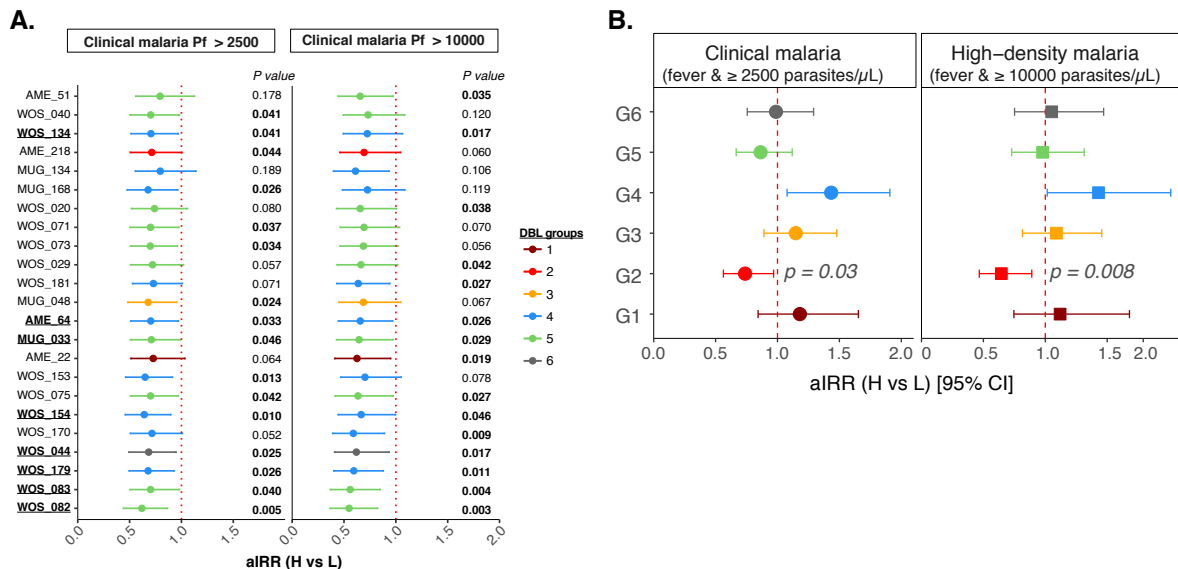 A.
Clinical malaria Pf > 2500
Clinical malaria Pf > 10000
P value
P value
AME_51 0.178 0.035
WOS_040 0.041 0.120
WOS_134 0.041 0.017
AME_218 0.044 0.060
MUG_134 0.189 0.106
MUG_168 0.026 0.119
WOS_020 0.080 0.038
WOS_071 0.037 0.070
WOS_073 0.034 0.056
WOS_029 0.057 0.042
WOS_181 0.071 0.027
MUG_048 0.024 0.067
AME_64 0.033 0.026
MUG_033 0.046 0.029
AME_22 0.064 0.019
WOS_153 0.013 0.078
WOS_075 0.042 0.027
WOS_154 0.010 0.046
WOS_170 0.052 0.009
WOS_044 0.025 0.017
WOS_179 0.026 0.011
WOS_083 0.040 0.004
WOS_082 0.005 0.003
0.0 0.5 1.0 0.0 0.5 1.0 1.5 2.0
aIRR (H vs L)
DBL groups
1
2
3
4
5
6
B.
Clinical malaria
(fever & ≥ 2500 parasites/µL)
High-density malaria
(fever & ≥ 10000 parasites/µL)
G6
G5
G4
G3
G2 p = 0.03 p = 0.008
G1
0.0 0.5 1.0 1.5 2.0 0 0.5 1.0 1.5 2.0
aIRR (H vs L) [95% CI]